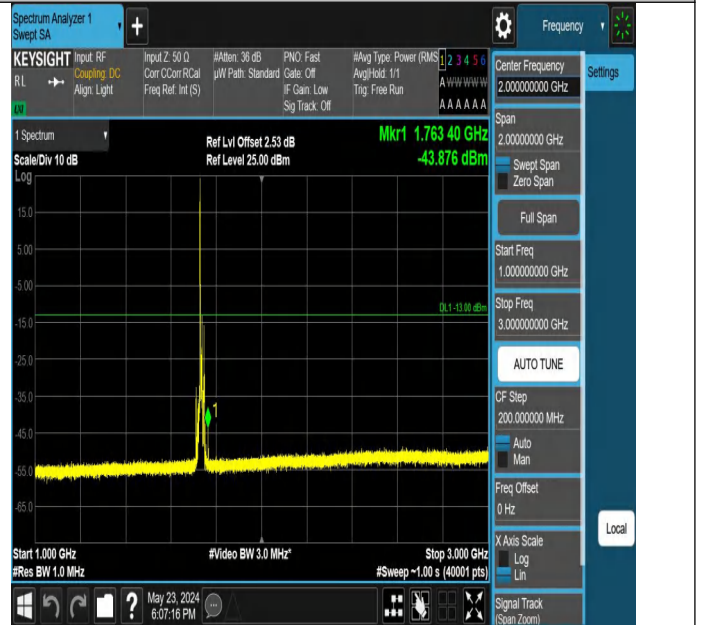 Spectrum Analyzer 1
Swept SA
Frequency
KEYSIGHT
RL
LXI
Input: RF
Coupling: DC
Align: Light
Input Z: 50 Ω
Corr CCorr RCal
Freq Ref: Int (S)
#Atten: 36 dB
µW Path: Standard
PNO: Fast
Gate: Off
IF Gain: Low
Sig Track: Off
#Avg Type: Power (RMS
Avg|Hold: 1/1
Trig: Free Run
1 2 3 4 5 6
A W W W W W
A A A A A A
1 Spectrum
Scale/Div 10 dB
Log
Ref Lvl Offset 2.53 dB
Ref Level 25.00 dBm
Mkr1 1.763 40 GHz
-43.876 dBm
15.0
5.00
-5.00
-15.0
-25.0
-35.0
-45.0
-55.0
-65.0
DL1 -13.00 dBm
1
Start 1.000 GHz
#Res BW 1.0 MHz
#Video BW 3.0 MHz*
Stop 3.000 GHz
#Sweep ~1.00 s (40001 pts)
Center Frequency
2.000000000 GHz
Settings
Span
2.00000000 GHz
Swept Span
Zero Span
Full Span
Start Freq
1.000000000 GHz
Stop Freq
3.000000000 GHz
AUTO TUNE
CF Step
200.000000 MHz
Auto
Man
Freq Offset
0 Hz
X Axis Scale
Log
Lin
Local
Signal Track
(Span Zoom)
?
May 23, 2024
6:07:16 PM